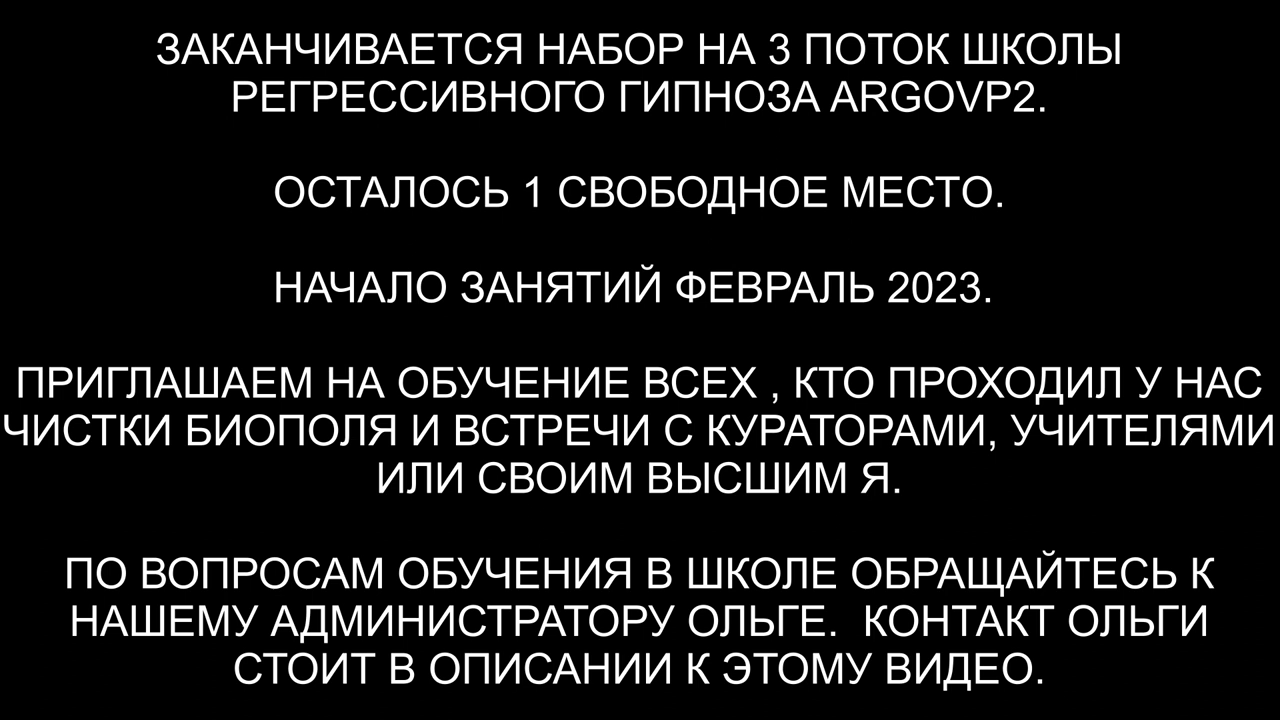 ЗАКАНЧИВАЕТСЯ НАБОР НА 3 ПОТОК ШКОЛЫ
РЕГРЕССИВНОГО ГИПНОЗА ARGOVP2.
ОСТАЛОСЬ 1 СВОБОДНОЕ МЕСТО.
НАЧАЛО ЗАНЯТИЙ ФЕВРАЛЬ 2023.
ПРИГЛАШАЕМ НА ОБУЧЕНИЕ ВСЕХ , КТО ПРОХОДИЛ У НАС
ЧИСТКИ БИОПОЛЯ И ВСТРЕЧИ С КУРАТОРАМИ, УЧИТЕЛЯМИ
ИЛИ СВОИМ ВЫСШИМ Я.
ПО ВОПРОСАМ ОБУЧЕНИЯ В ШКОЛЕ ОБРАЩАЙТЕСЬ К
НАШЕМУ АДМИНИСТРАТОРУ ОЛЬГЕ.  КОНТАКТ ОЛЬГИ
СТОИТ В ОПИСАНИИ К ЭТОМУ ВИДЕО.